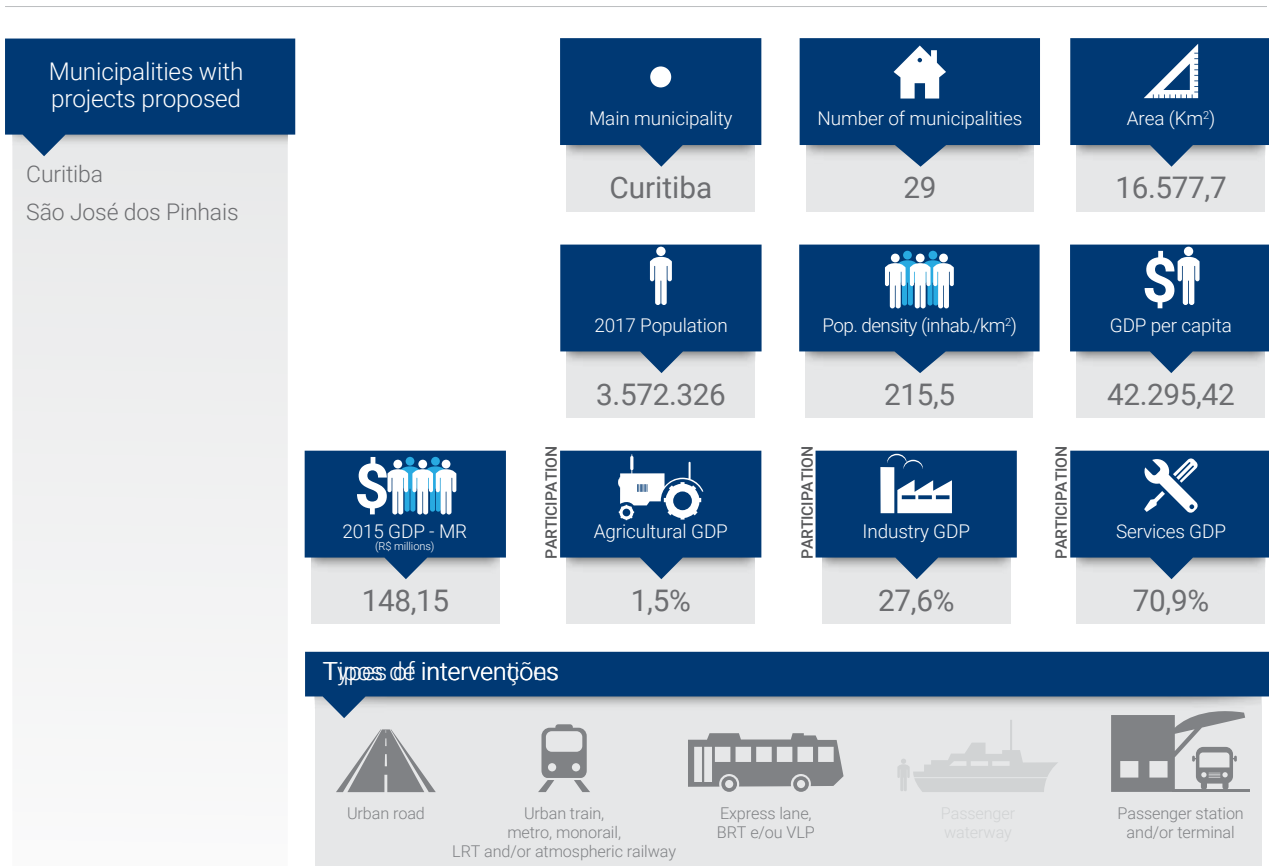 Municipalities with
projects proposed
Curitiba
São José dos Pinhais
Main municipality
Curitiba
Number of municipalities
29
Area (Km²)
16.577,7
2017 Population
3.572.326
Pop. density (inhab./km²)
215,5
$
GDP per capita
42.295,42
$
2015 GDP - MR
(R$ millions)
148,15
PARTICIPATION
Agricultural GDP
1,5%
PARTICIPATION
Industry GDP
27,6%
PARTICIPATION
Services GDP
70,9%
Urban road
Urban train,
metro, monorail,
LRT and/or atmospheric railway
Express lane,
BRT e/ou VLP
Passenger
waterway
Passenger station
and/or terminal